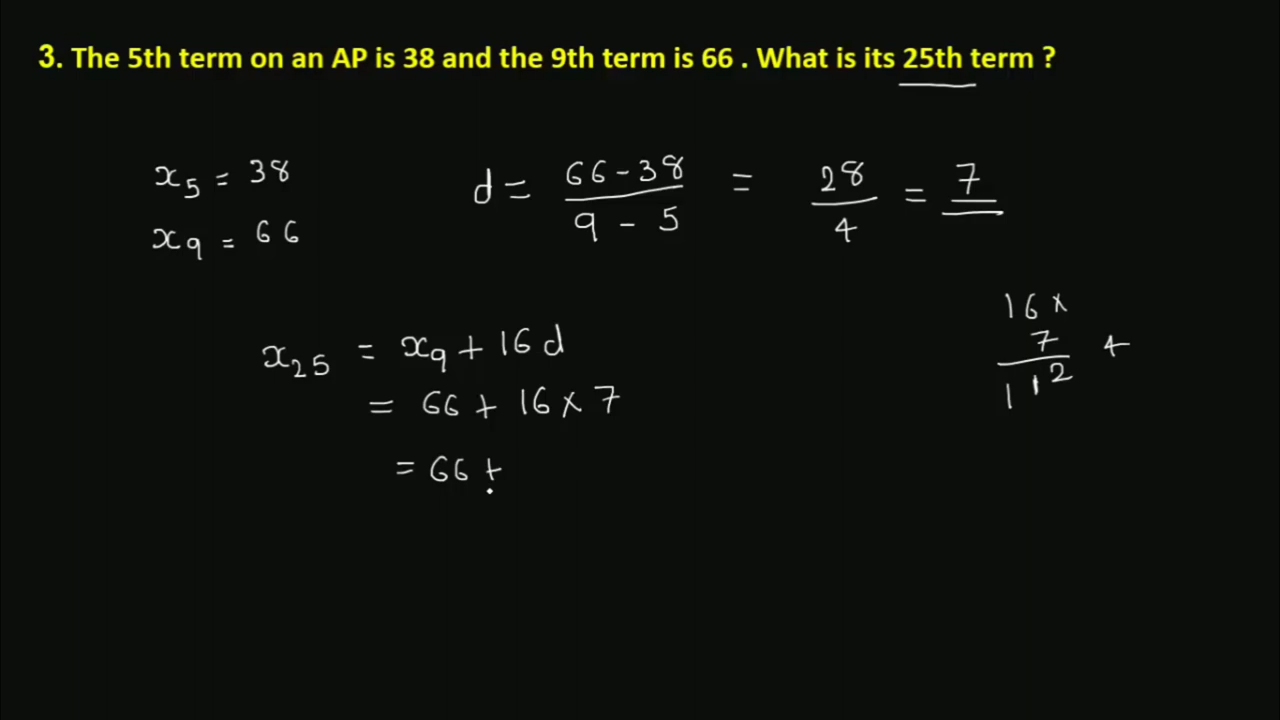 3. The 5th term on an AP is 38 and the 9th term is 66 . What is its 25th term ?
x5 = 38
x9 = 66
d = 66 - 38 / 9 - 5 = 28 / 4 = 7
x25 = x9 + 16 d
= 66 + 16 × 7
= 66 +
16 ×
7 4
112